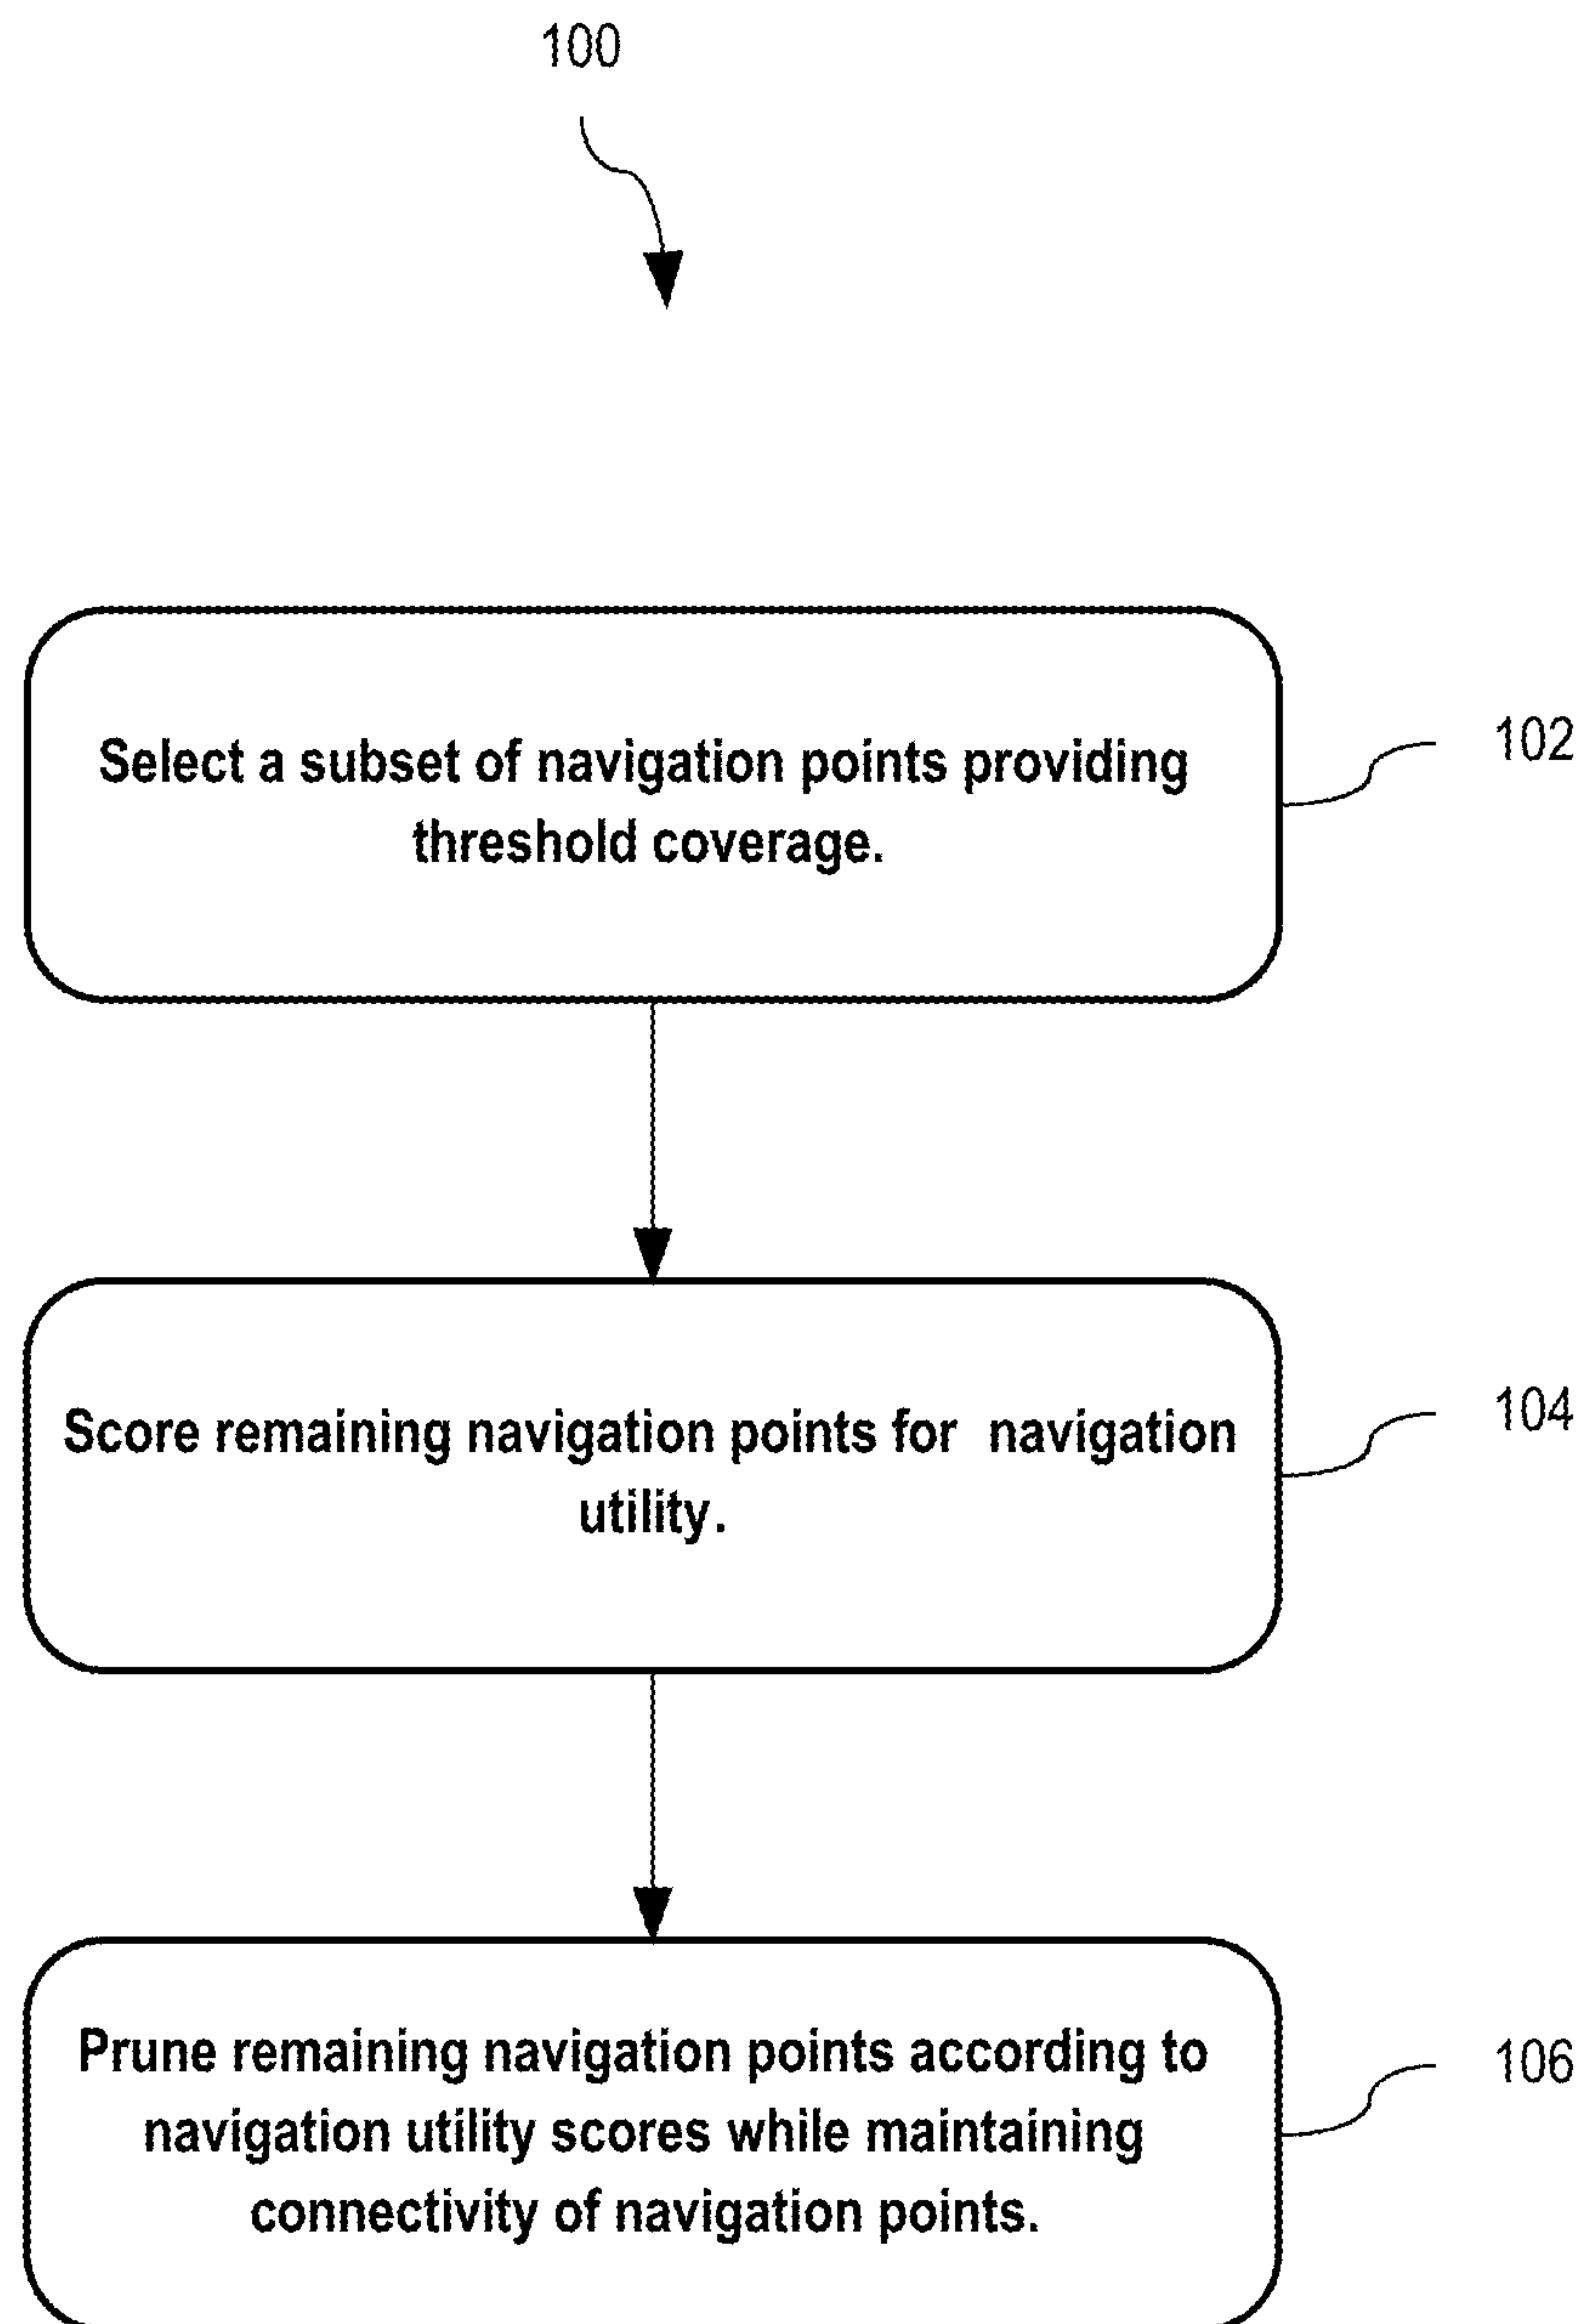 100
Select a subset of navigation points providing
threshold coverage.
102
Score remaining navigation points for navigation
utility.
104
Prune remaining navigation points according to
navigation utility scores while maintaining
connectivity of navigation points.
106